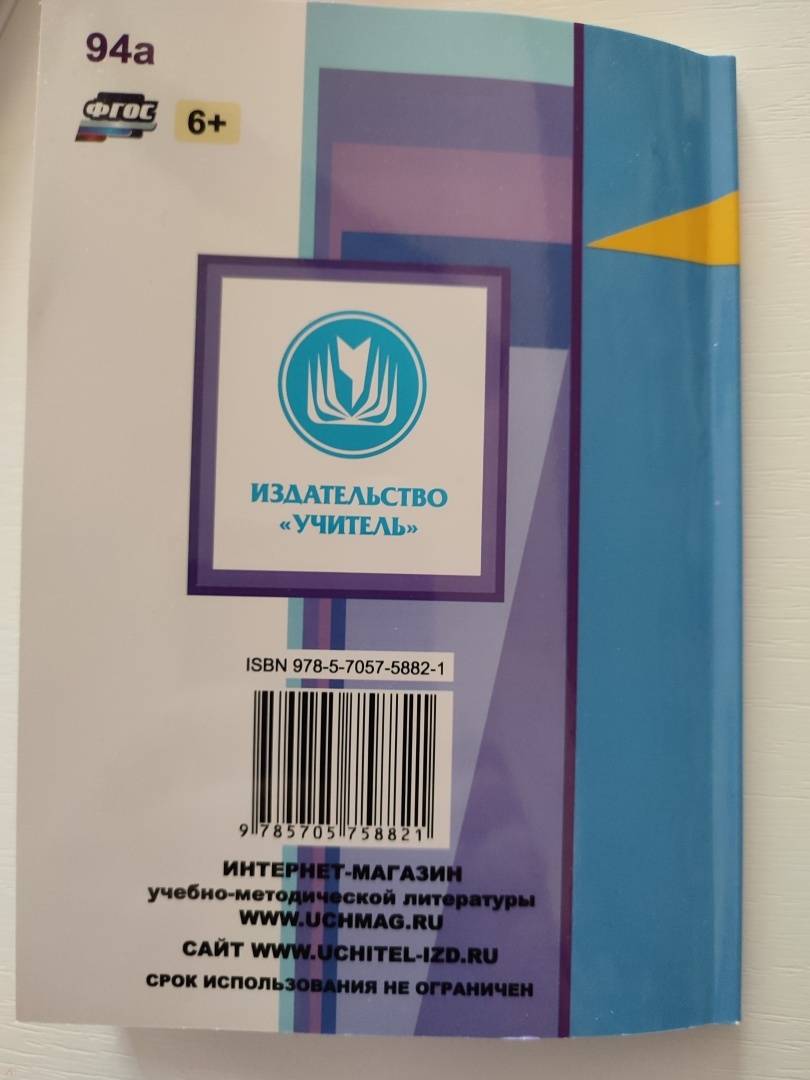 94а
ФГОС
6+
ИЗДАТЕЛЬСТВО
«УЧИТЕЛЬ»
ISBN 978-5-7057-5882-1
9 785705 758821
ИНТЕРНЕТ-МАГАЗИН
учебно-методической литературы
WWW.UCHMAG.RU
САЙТ WWW.UCHITEL-IZD.RU
СРОК ИСПОЛЬЗОВАНИЯ НЕ ОГРАНИЧЕН